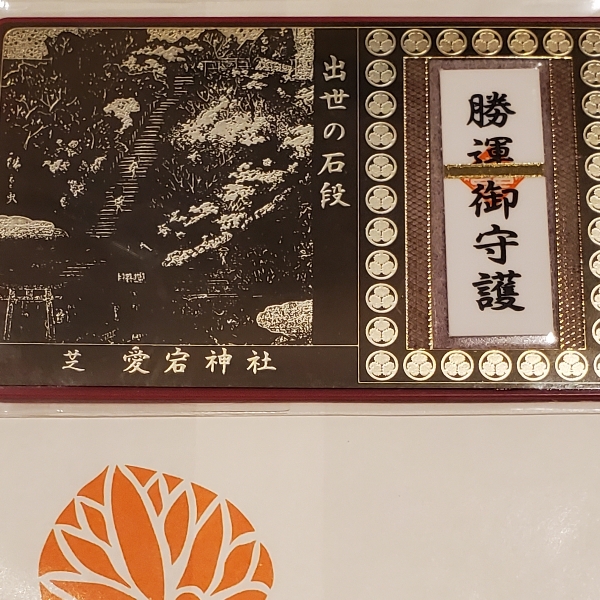 出世の石段
勝運御守護
芝 愛宕神社